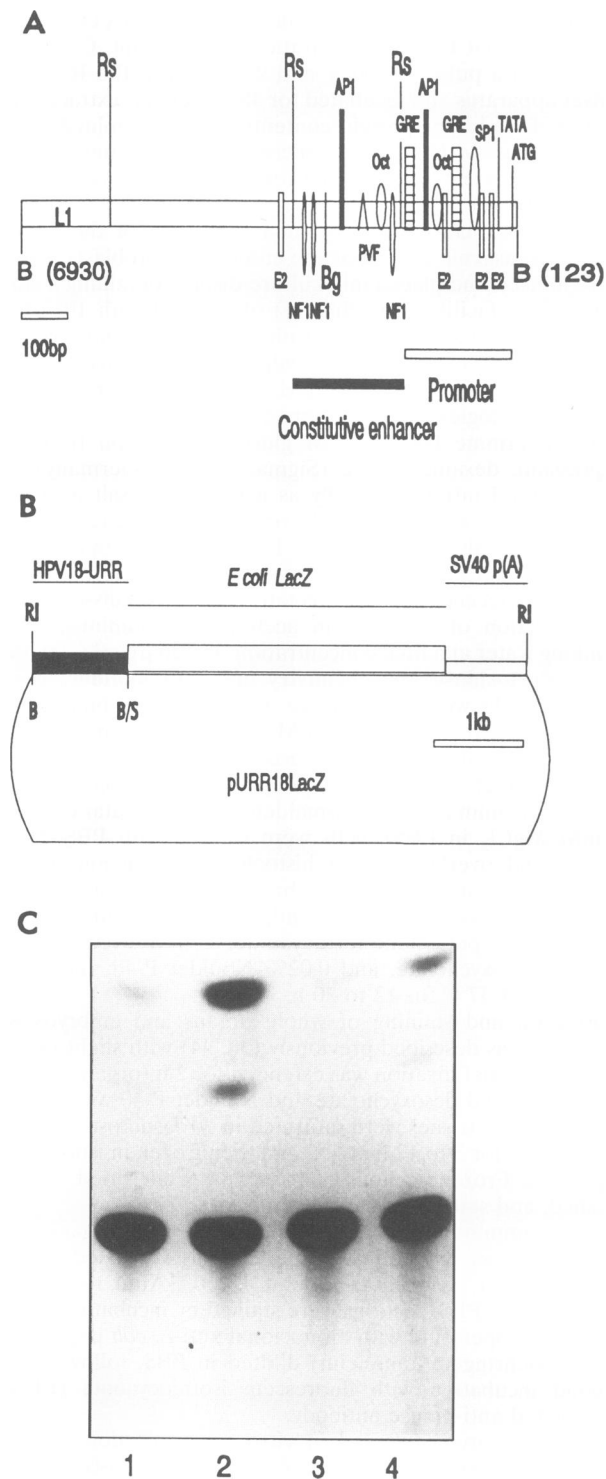 A
Rs Rs Rs
AP1 AP1
GRE GRE
SP1 TATA
Oct Oct ATG
L1
PVF
B (6930) B (123)
E2 Bg E2 E2 E2
NF1 NF1 NF1
100bp
Promoter
Constitutive enhancer
B
HPV18-URR E coli LacZ SV40 p(A)
RI RI
B B/S
1kb
pURR18LacZ
C
1 2 3 4